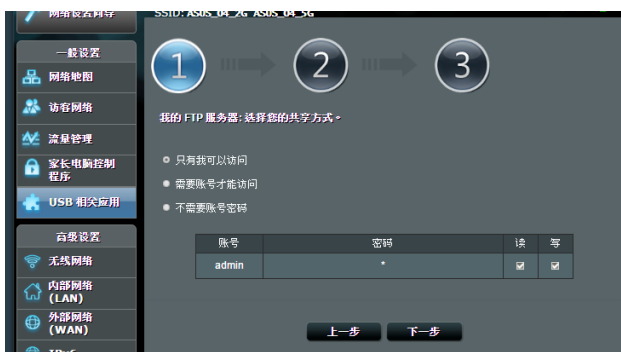 网络设置向导
SSID: ASUS_04_2G ASUS_04_5G
一般设置
网络地图
访客网络
流量管理
家长电脑控制
程序
USB 相关应用
高级设置
无线网络
内部网络
(LAN)
外部网络
(WAN)
IPv6
1 2 3
我的 FTP 服务器: 选择您的共享方式。
只有我可以访问
需要账号才能访问
不需要账号密码
账号 密码 读 写
admin *
上一步 下一步